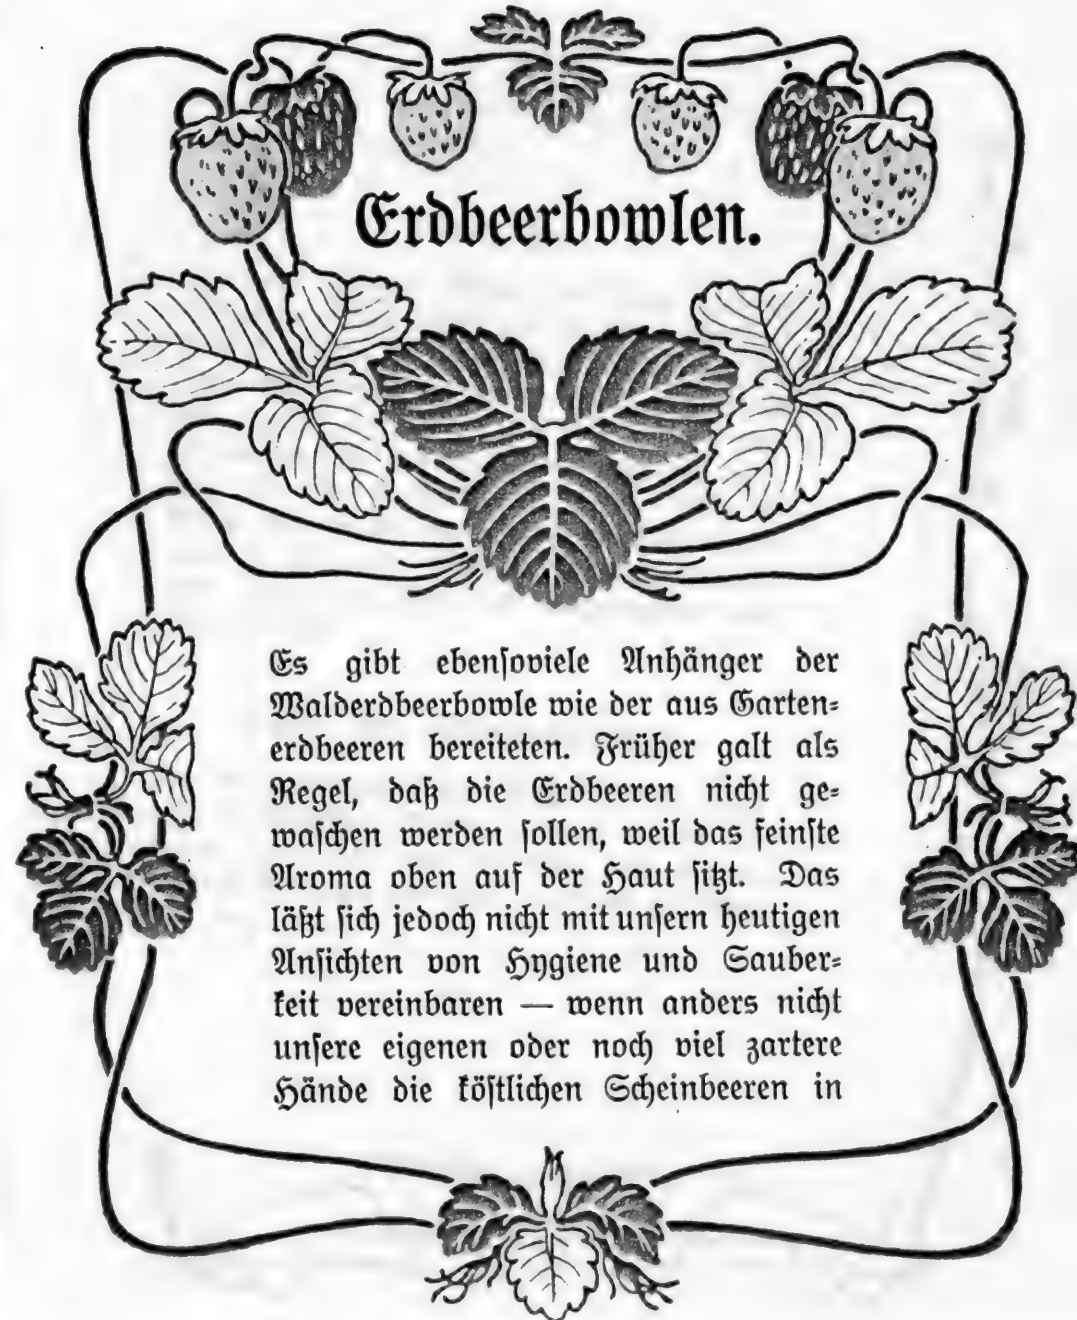 Erdbeerbowlen.
Es gibt ebensoviele Anhänger der
Walderdbeerbowle wie der aus Garten-
erdbeeren bereiteten. Früher galt als
Regel, daß die Erdbeeren nicht ge-
waschen werden sollen, weil das feinste
Aroma oben auf der Haut sitzt. Das
läßt sich jedoch nicht mit unsern heutigen
Ansichten von Hygiene und Sauber-
keit vereinbaren — wenn anders nicht
unsere eigenen oder noch viel zartere
Hände die köstlichen Scheinbeeren in